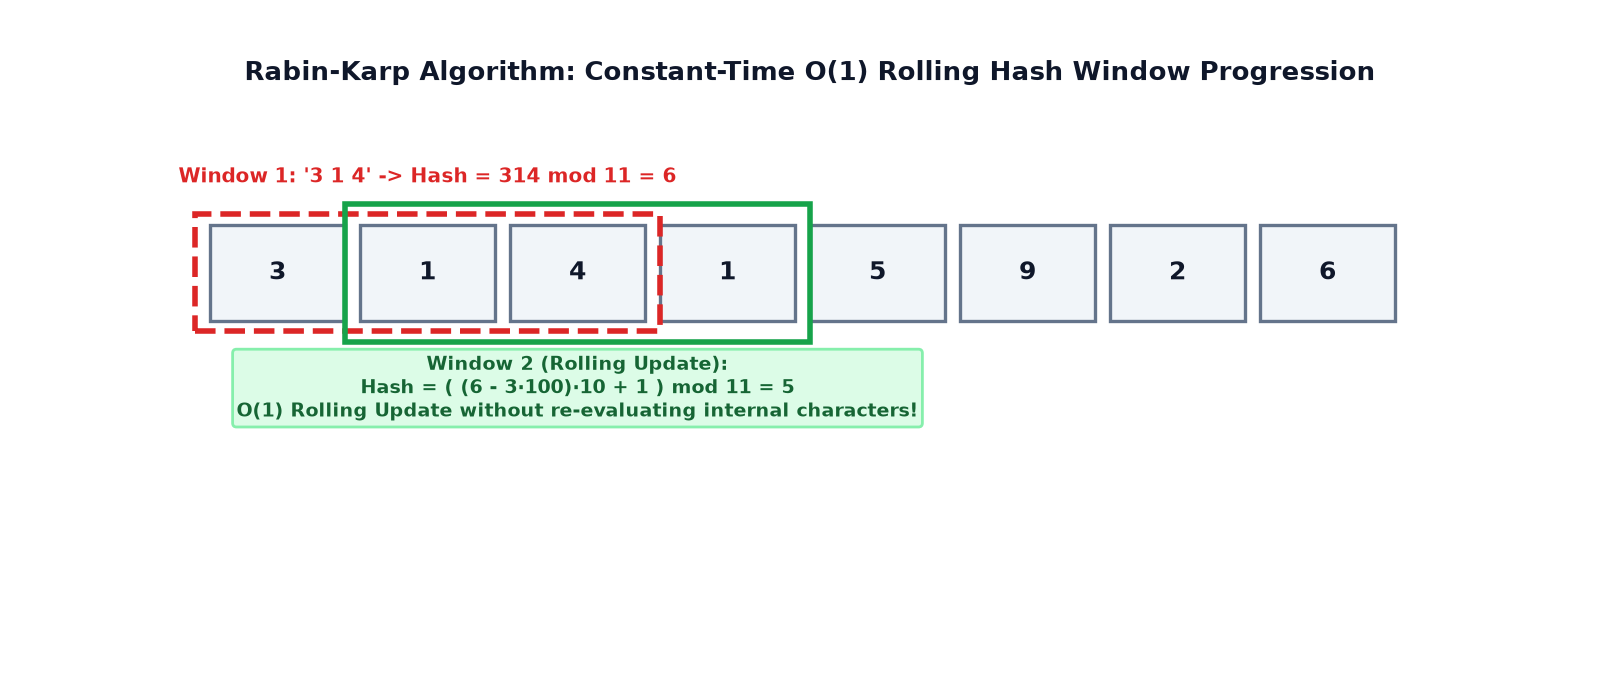 Rabin-Karp Algorithm: Constant-Time O(1) Rolling Hash Window Progression
Window 1: '3 1 4' -> Hash = 314 mod 11 = 6
3 1 4 1 5 9 2 6
Window 2 (Rolling Update):
Hash = ( (6 - 3·100)·10 + 1 ) mod 11 = 5
O(1) Rolling Update without re-evaluating internal characters!